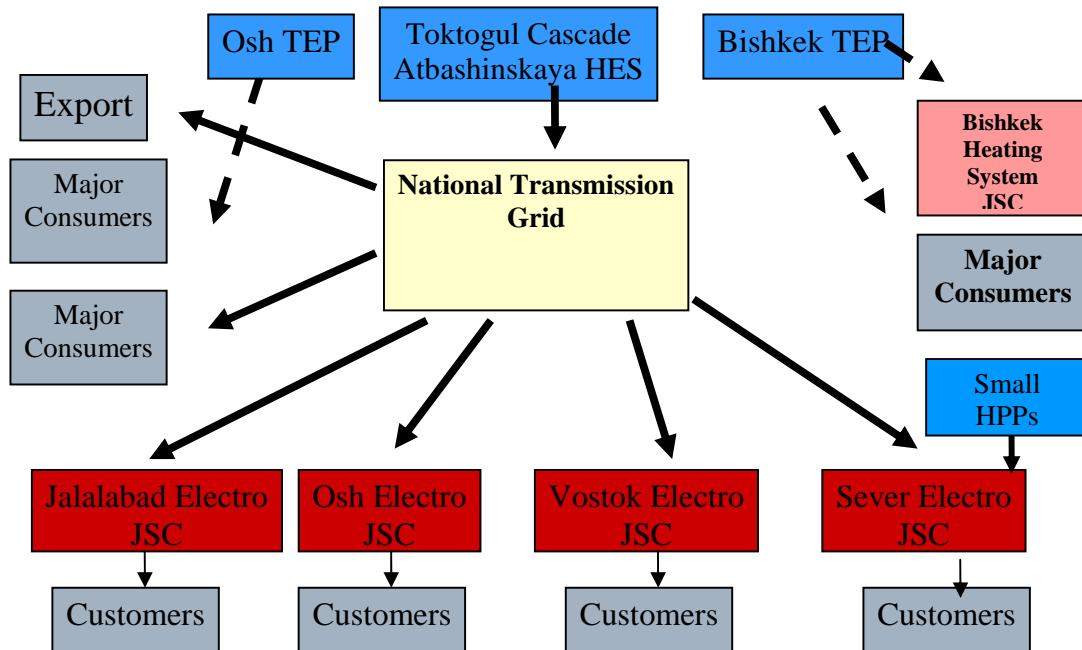 Osh TEP
Toktogul Cascade
Atbashinskaya HES
Bishkek TEP
Export
Bishkek
Heating
System
JSC
Major
Consumers
National Transmission
Grid
Major
Consumers
Major
Consumers
Small
HPPs
Jalalabad Electro
JSC
Osh Electro
JSC
Vostok Electro
JSC
Sever Electro
JSC
Customers
Customers
Customers
Customers